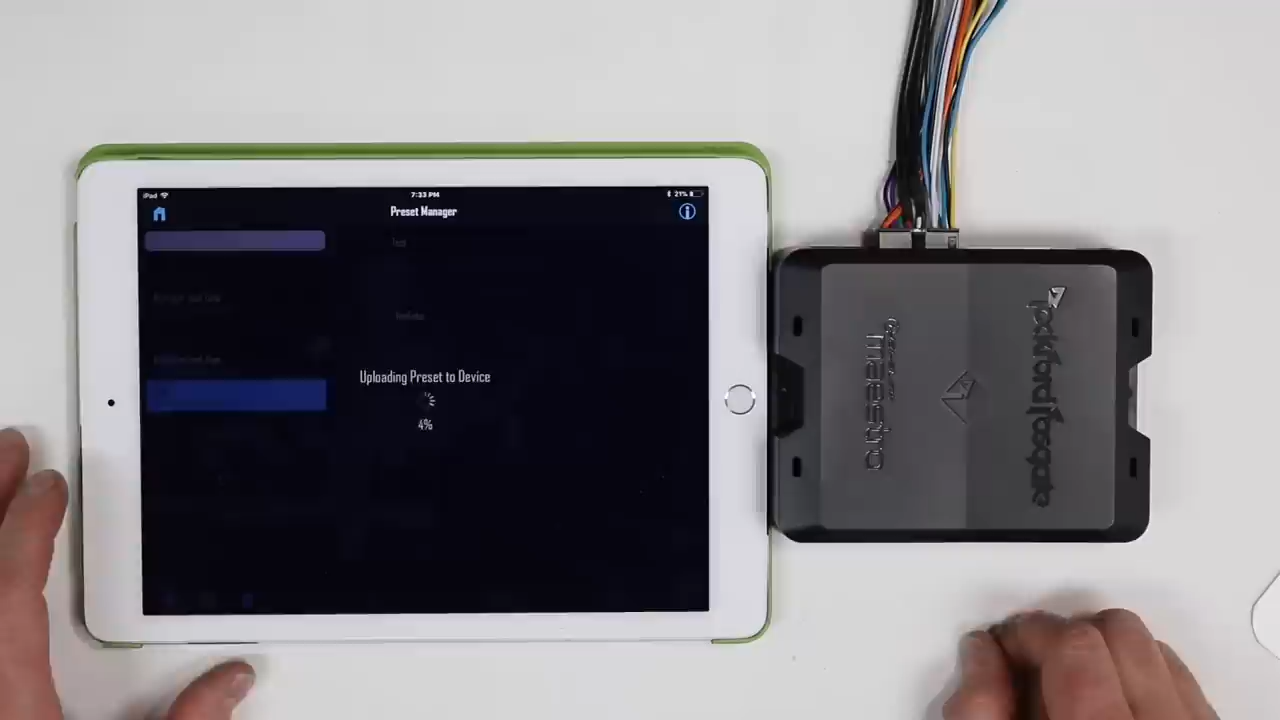 iPad
7:33 PM
21%
Preset Manager
Uploading Preset to Device
4%
rockford fosgate
maestro